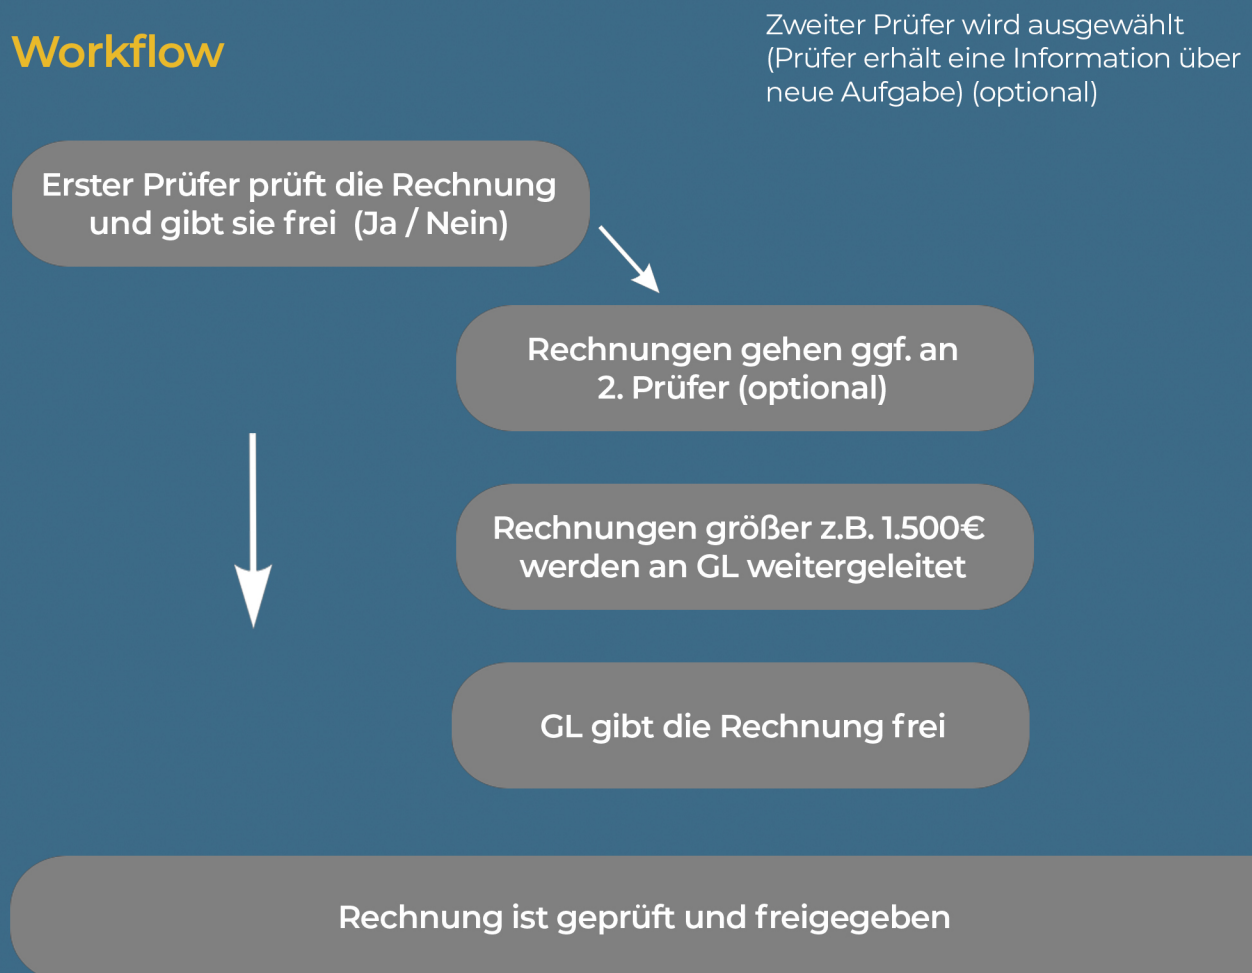 Workflow
Zweiter Prüfer wird ausgewählt
(Prüfer erhält eine Information über
neue Aufgabe) (optional)
Erster Prüfer prüft die Rechnung
und gibt sie frei (Ja / Nein)
Rechnungen gehen ggf. an
2. Prüfer (optional)
Rechnungen größer z.B. 1.500€
werden an GL weitergeleitet
GL gibt die Rechnung frei
Rechnung ist geprüft und freigegeben